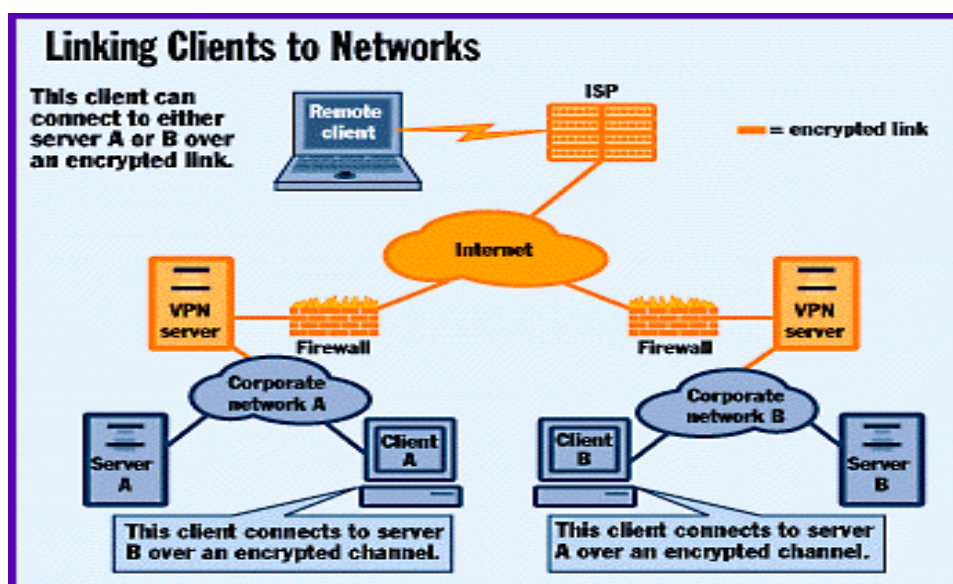 Linking Clients to Networks
This client can
connect to either
server A or B over
an encrypted link.
Remote
client
ISP
= encrypted link
Internet
VPN
server
Firewall
Firewall
VPN
server
Corporate
network A
Corporate
network B
Server
A
Client
A
Client
B
Server
B
This client connects to server
B over an encrypted channel.
This client connects to server
A over an encrypted channel.